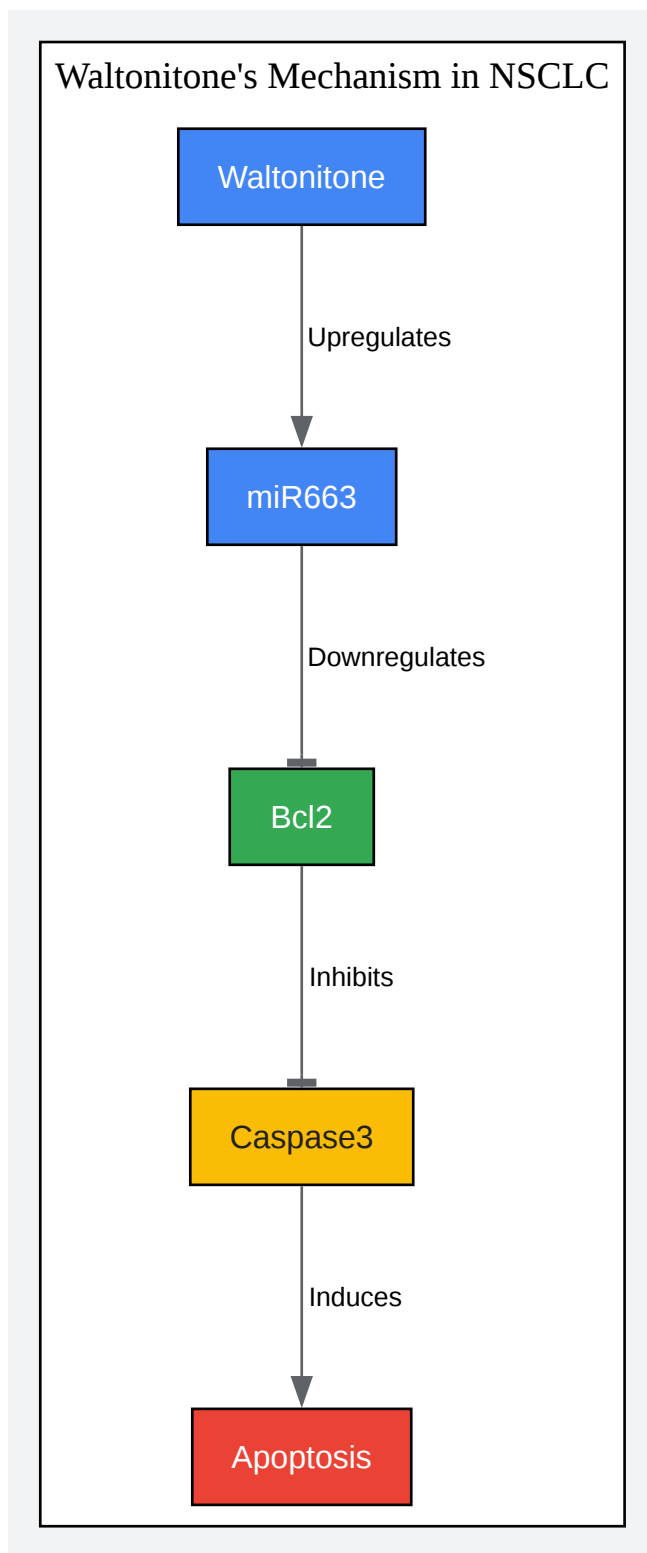 Waltonitone's Mechanism in NSCLC
Waltonitone
Upregulates
miR663
Downregulates
Bcl2
Inhibits
Caspase3
Induces
Apoptosis